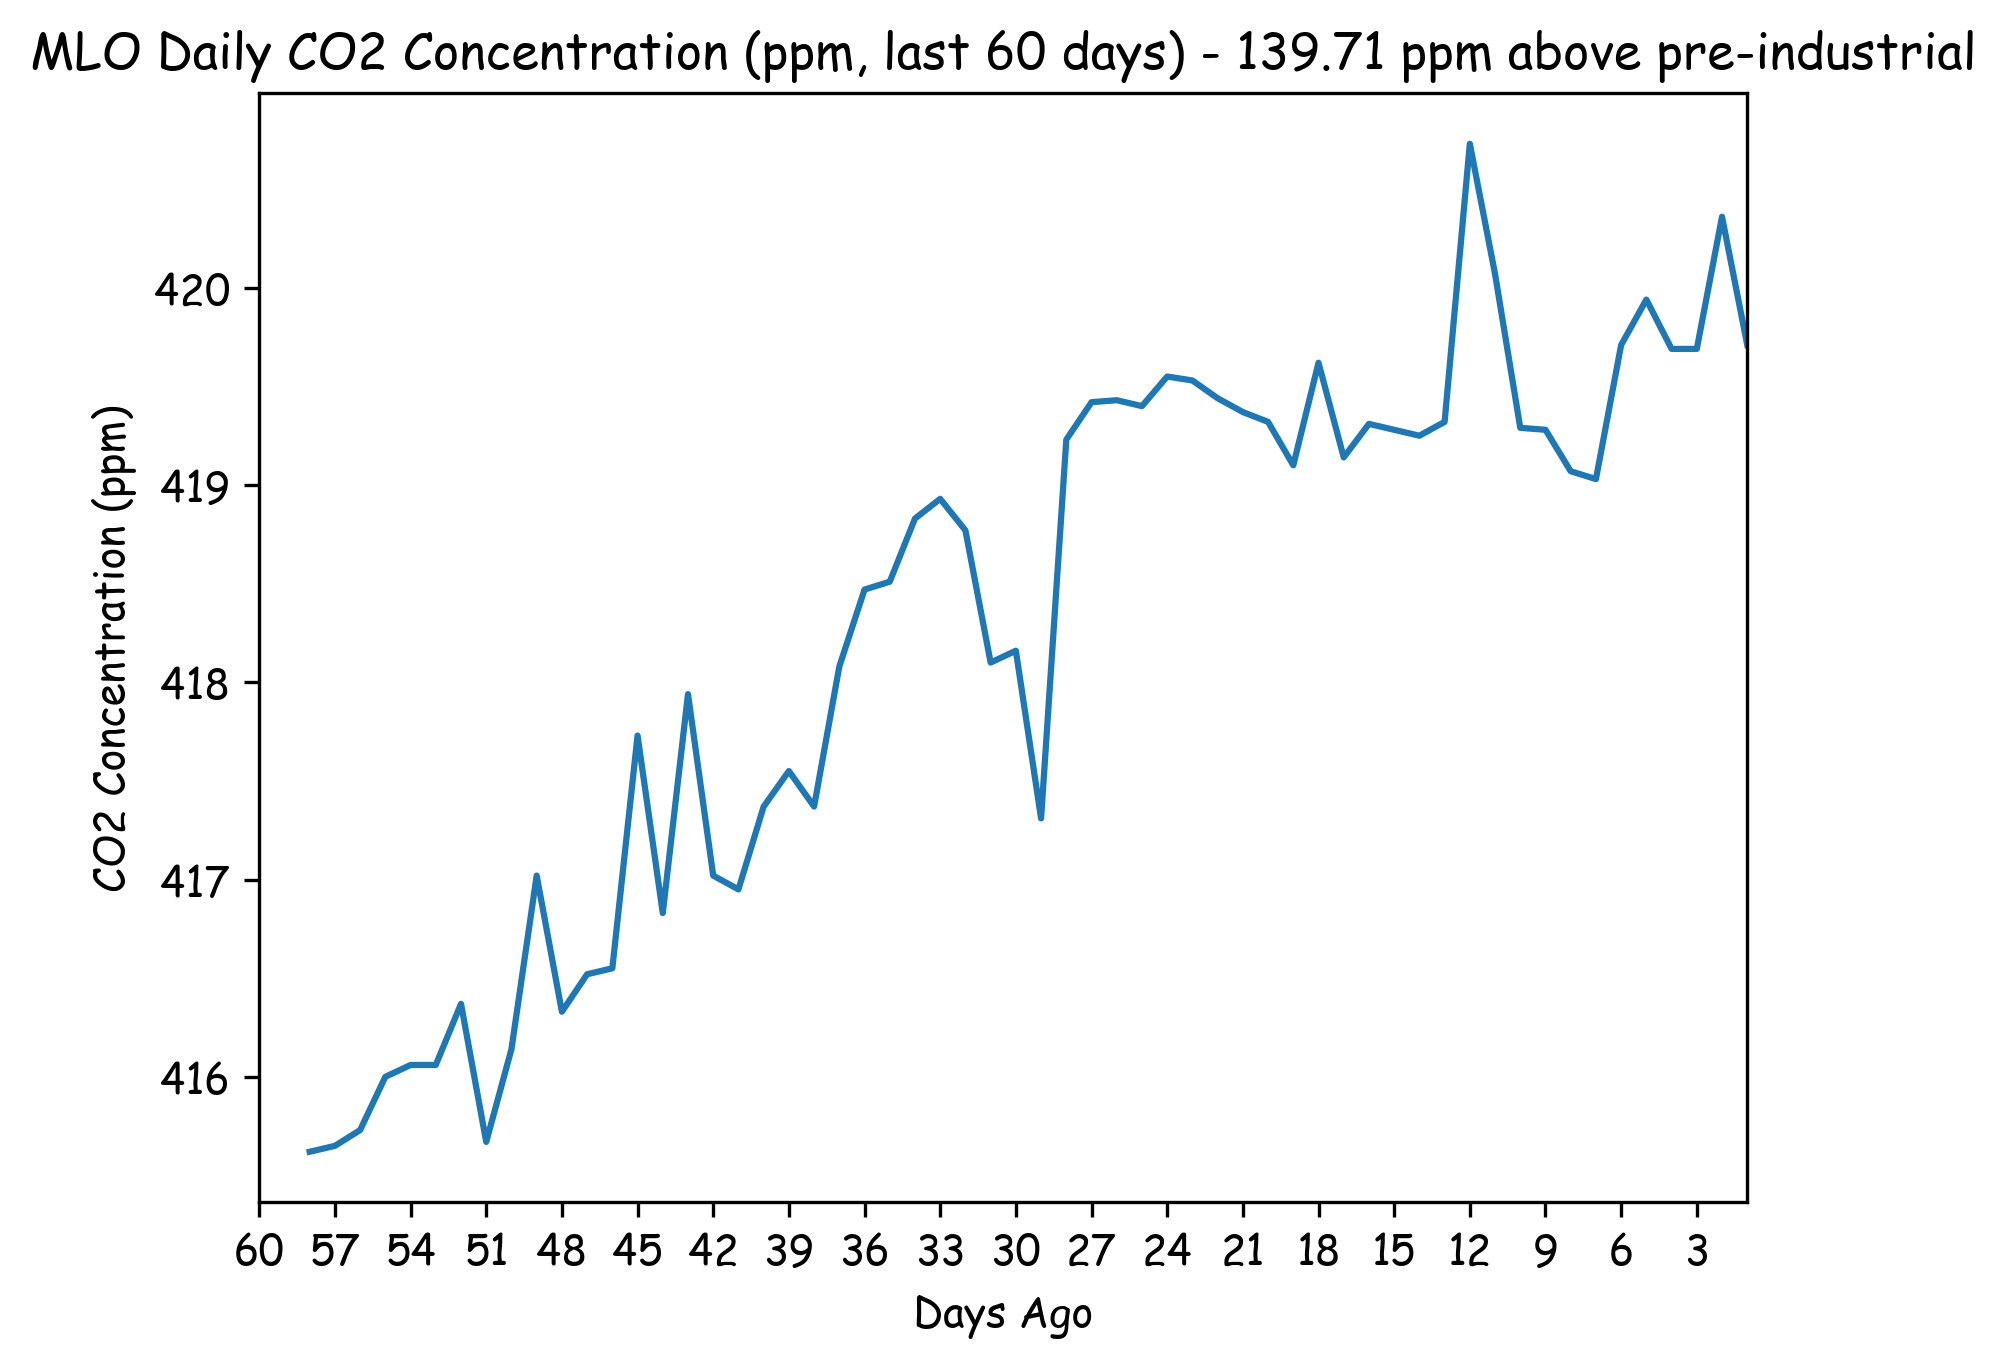 MLO Daily CO2 Concentration (ppm, last 60 days) - 139.71 ppm above pre-industrial
CO2 Concentration (ppm)
420
419
418
417
416
60 57 54 51 48 45 42 39 36 33 30 27 24 21 18 15 12 9 6 3
Days Ago